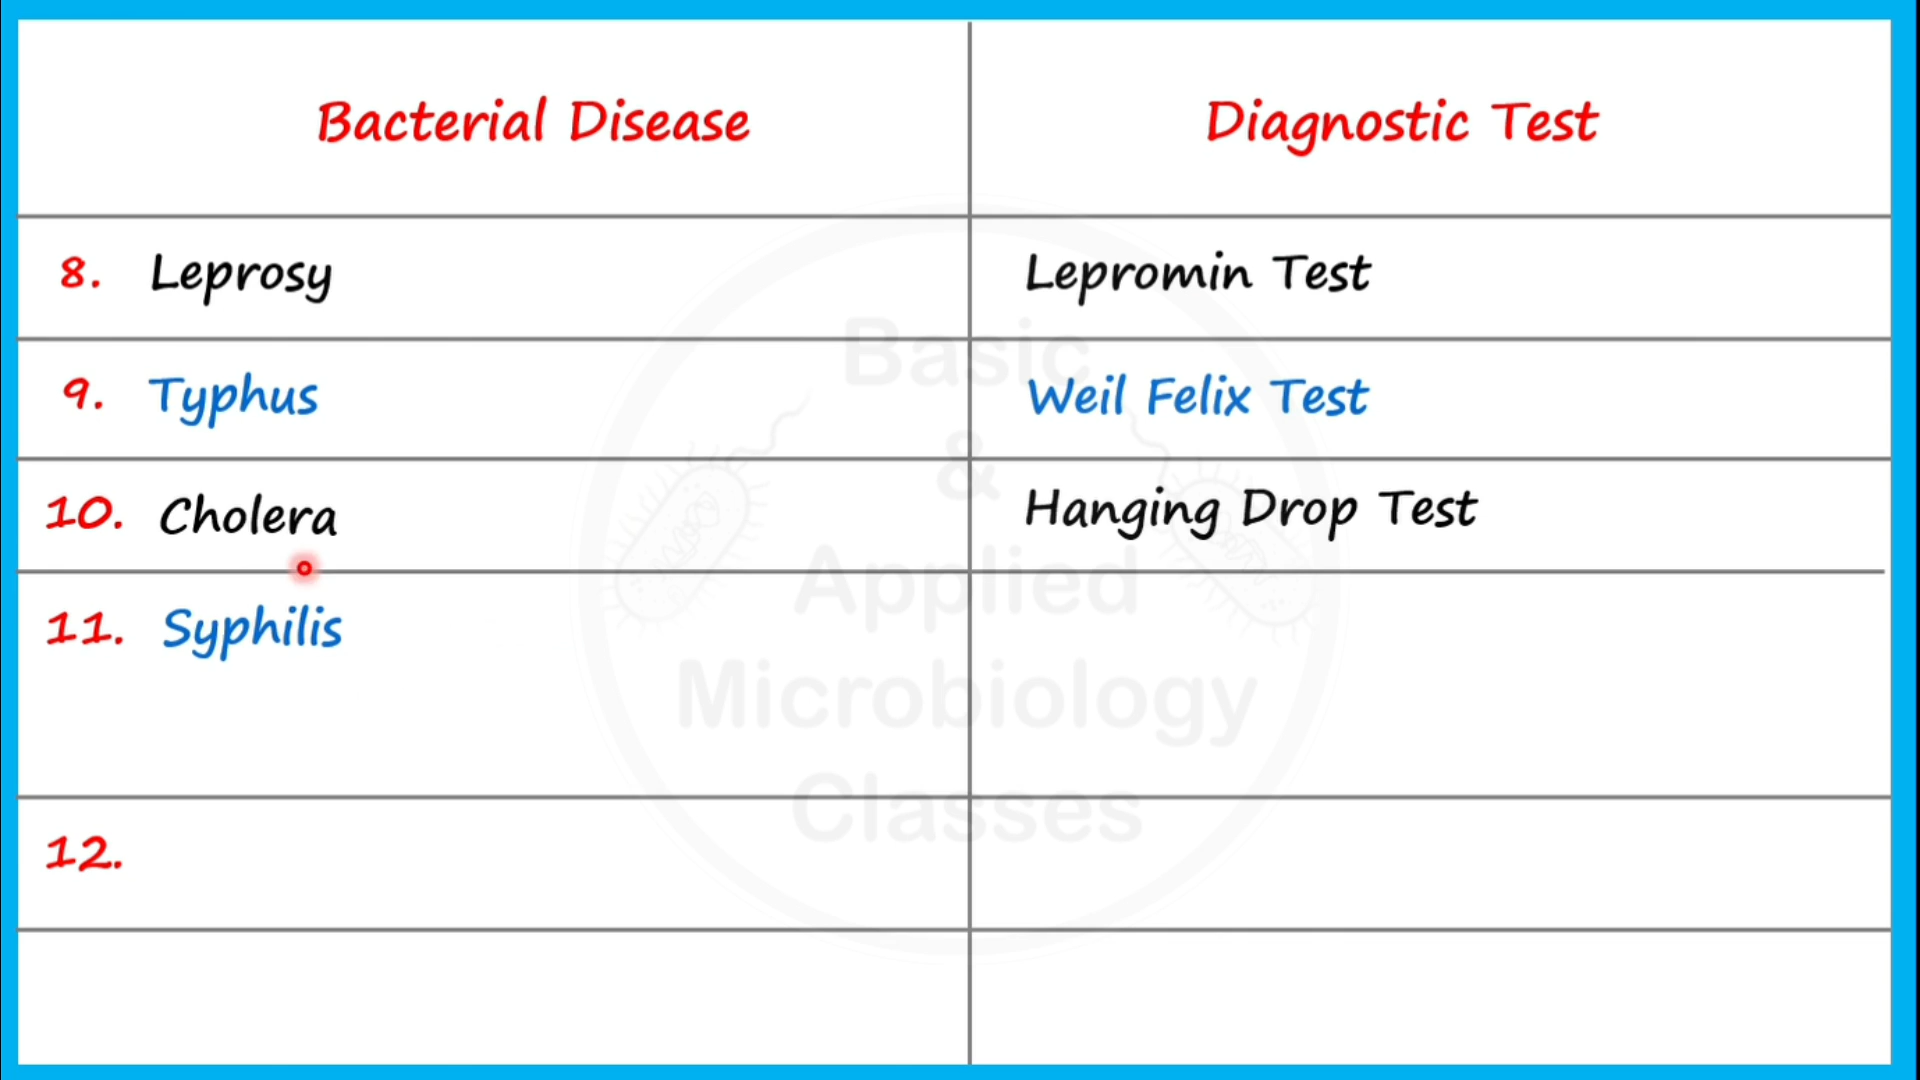 Bacterial Disease Diagnostic Test
8. Leprosy Lepromin Test
9. Typhus Weil Felix Test
10. Cholera Hanging Drop Test
11. Syphilis
12.
Basic
&
Applied
Microbiology
Classes